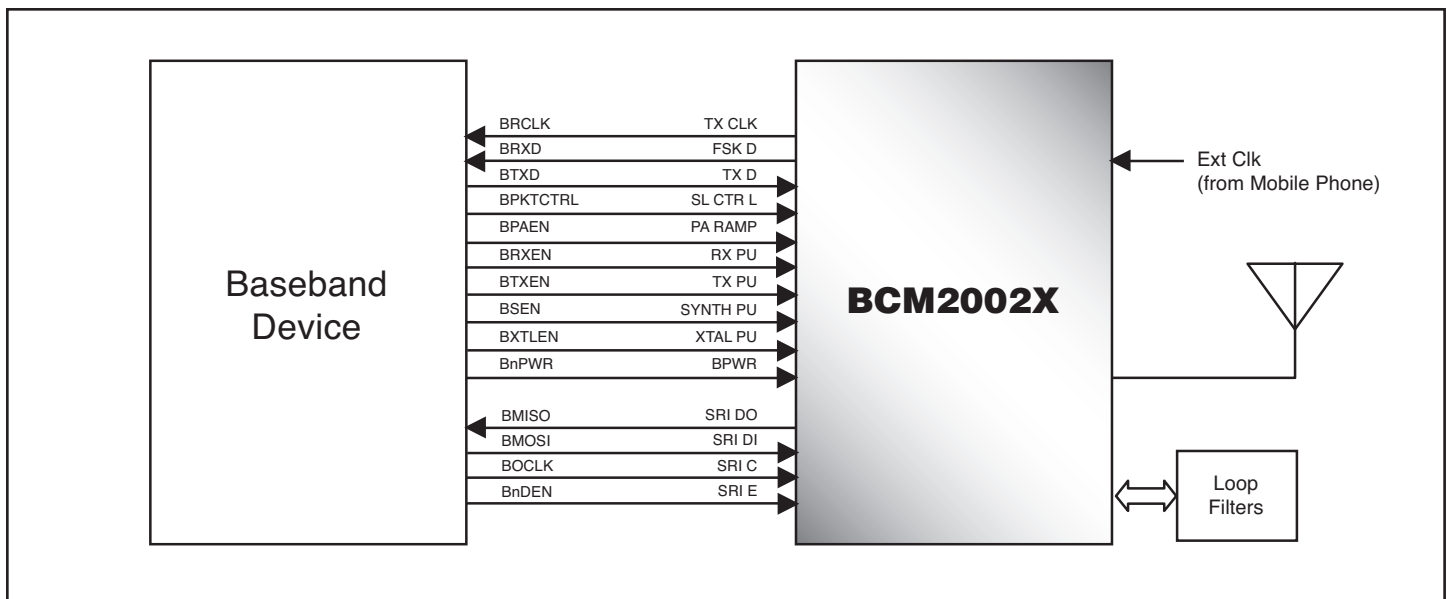 BRCLK TX CLK
BRXD FSK D
BTXD TX D
BPKTCTRL SL CTR L
BPAEN PA RAMP
BRXEN RX PU
BTXEN TX PU
BSEN SYNTH PU
BXTLEN XTAL PU
BnPWR BPWR
BMISO SRI DO
BMOSI SRI DI
BOCLK SRI C
BnDEN SRI E
Baseband
Device
BCM2002X
Ext Clk
(from Mobile Phone)
Loop
Filters